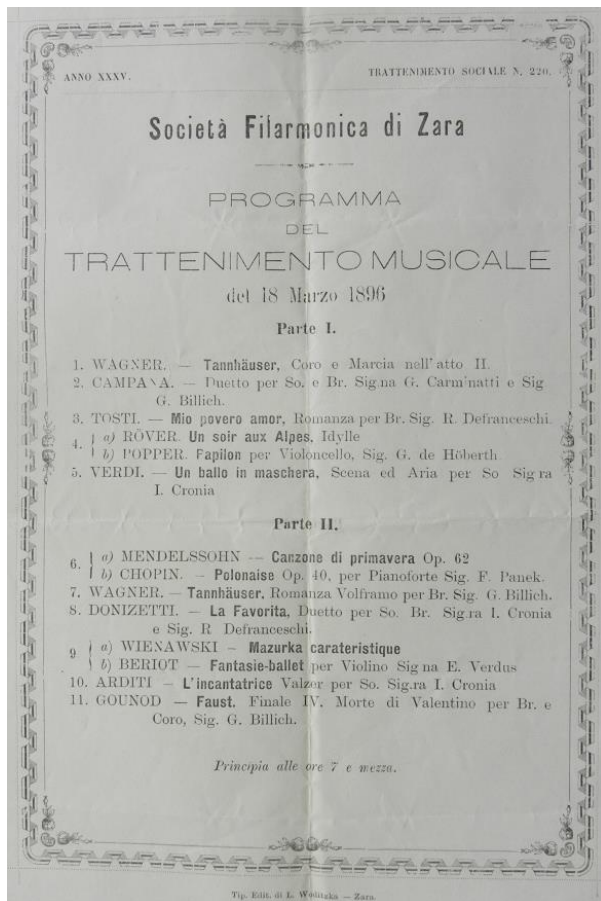 ANNO XXXV.
TRATTENIMENTO SOCIALE N. 220.
Società Filarmonica di Zara
PROGRAMMA
DEL
TRATTENIMENTO MUSICALE
del 18 Marzo 1896
Parte I.
1. WAGNER. — Tannhäuser, Coro e Marcia nell'atto II.
2. CAMPANA. — Duetto per So. e Br. Sig.na G. Carminatti e Sig
G. Billich.
3. TOSTI. — Mio povero amor, Romanza per Br. Sig. R. Defranceschi.
4. a) RÖVER. Un soir aux Alpes, Idylle
b) POPPER. Papilon per Violoncello, Sig. G. de Höberth.
5. VERDI. — Un ballo in maschera, Scena ed Aria per So Sig ra
I. Cronia
Parte II.
6. a) MENDELSSOHN — Canzone di primavera Op. 62
b) CHOPIN. — Polonaise Op. 40, per Pianoforte Sig. F. Panek.
7. WAGNER. — Tannhäuser, Romanza Volframo per Br. Sig. G. Billich.
8. DONIZETTI. — La Favorita, Duetto per So. Br. Sig.ra I. Cronia
e Sig. R Defranceschi.
9 a) WIENAWSKI — Mazurka carateristique
b) BERIOT — Fantasie-ballet per Violino Sig na E. Verdus
10. ARDITI — L'incantatrice Valzer per So. Sig.ra I. Cronia
11. GOUNOD — Faust. Finale IV. Morte di Valentino per Br. e
Coro, Sig. G. Billich.
Principia alle ore 7 e mezza.
Tip. Edit. di L. Woditzka — Zara.